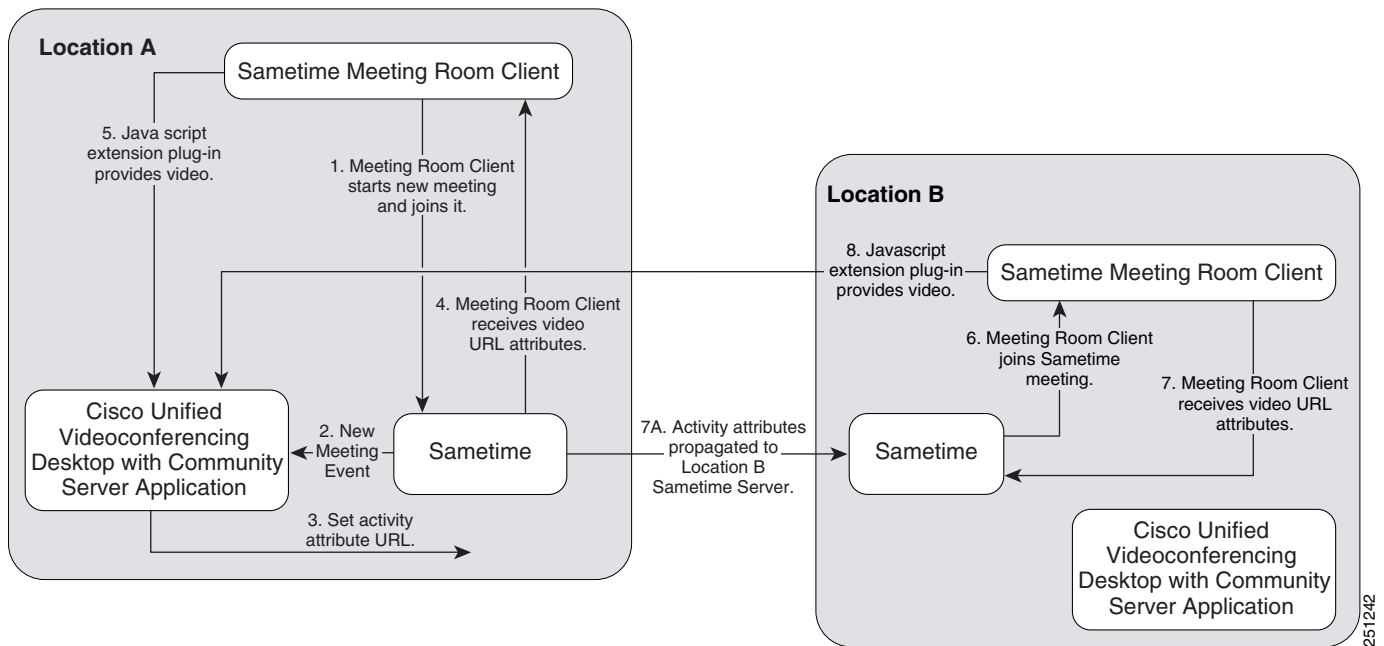 Location A
Sametime Meeting Room Client
5. Java script
extension plug-in
provides video.
1. Meeting Room Client
starts new meeting
and joins it.
4. Meeting Room Client
receives video
URL attributes.
Cisco Unified
Videoconferencing
Desktop with Community
Server Application
2. New
Meeting
Event
Sametime
3. Set activity
attribute URL.
7A. Activity attributes
propagated to
Location B
Sametime Server.
Location B
8. Javascript
extension plug-in
provides video.
Sametime Meeting Room Client
6. Meeting Room Client
joins Sametime
meeting.
7. Meeting Room Client
receives video URL
attributes.
Sametime
Cisco Unified
Videoconferencing
Desktop with Community
Server Application
251242